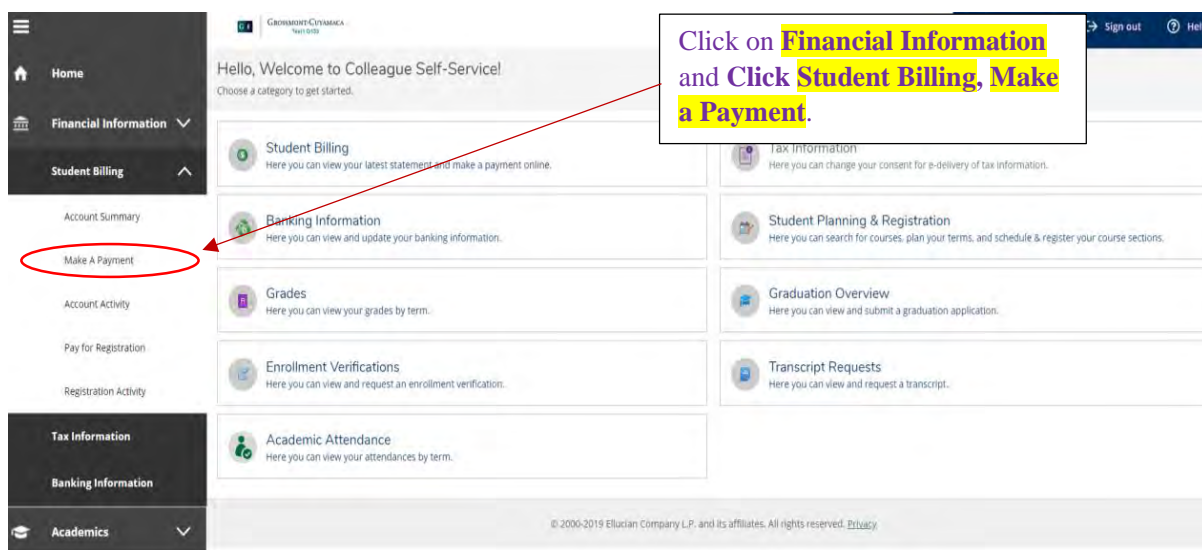 GROSSMONT-CUYAMACA
Sign out
Hel
Click on Financial Information
and Click Student Billing, Make
a Payment.
Home
Financial Information
Student Billing
Account Summary
Make A Payment
Account Activity
Pay for Registration
Registration Activity
Tax Information
Banking Information
Academics
Hello, Welcome to Colleague Self-Service!
Choose a category to get started.
Student Billing
Here you can view your latest statement and make a payment online.
Tax Information
Here you can change your consent for e-delivery of tax information.
Banking Information
Here you can view and update your banking information.
Student Planning & Registration
Here you can search for courses, plan your terms, and schedule & register your course sections.
Grades
Here you can view your grades by term.
Graduation Overview
Here you can view and submit a graduation application.
Enrollment Verifications
Here you can view and request an enrollment verification.
Transcript Requests
Here you can view and request a transcript.
Academic Attendance
Here you can view your attendances by term.
© 2000-2019 Ellucian Company L.P. and its affiliates. All rights reserved. Privacy